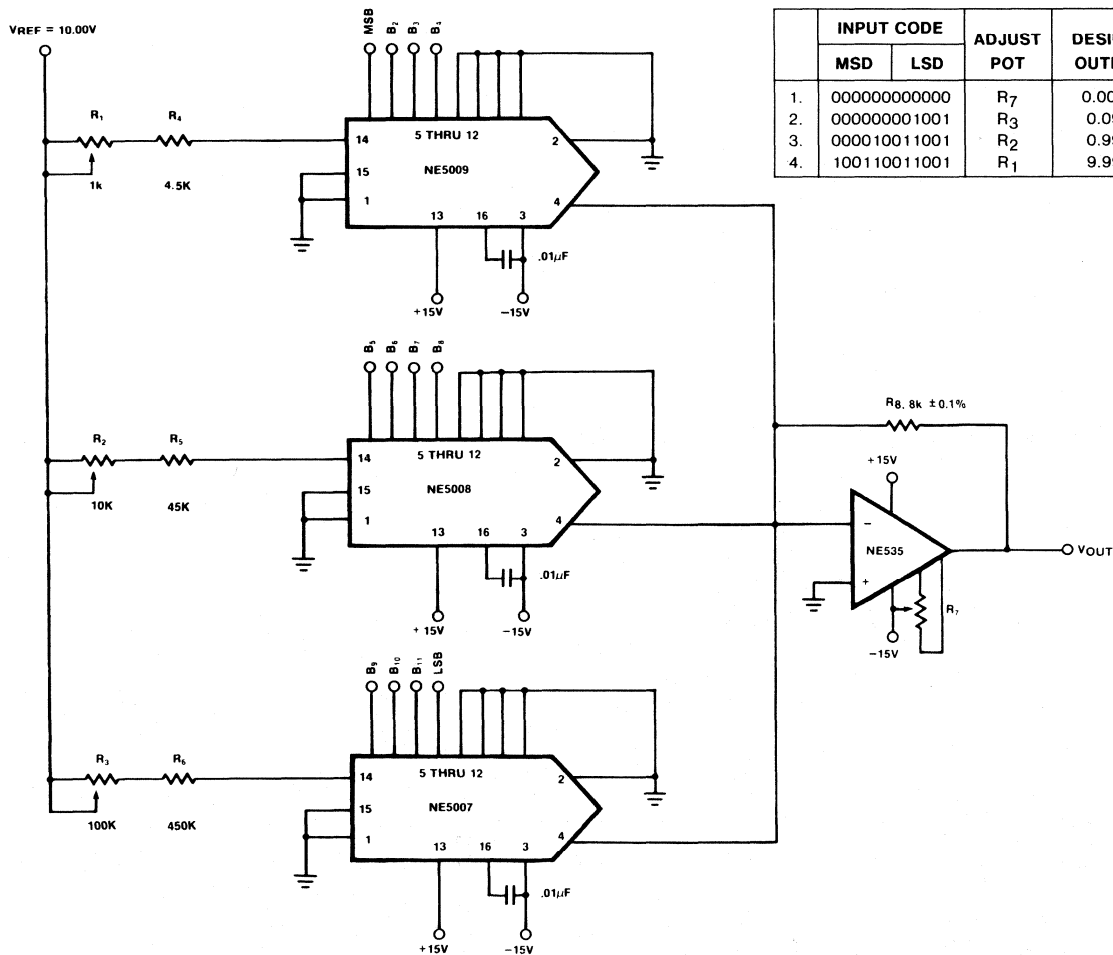 VREF = 10.00V
MSB
B2
B3
B4
INPUT CODE
ADJUST POT
MSD
LSD
1. 000000000000 R7 0.00
2. 000000001001 R3 0.09
3. 000010011001 R2
4. 100110011001 R1
R1
R4
1k
4.5K
14
5 THRU 12
2
15
NE5009
1
4
13
16
3
.01μF
+15V
−15V
B5
B6
B7
B8
R2
R5
10K
45K
14
5 THRU 12
2
15
NE5008
1
4
13
16
3
.01μF
+15V
−15V
R8, 8k ±0.1%
+15V
−
NE535
+
VOUT
R7
−15V
B9
B10
B11
LSB
R3
R6
100K
450K
14
5 THRU 12
2
15
NE5007
1
4
13
16
3
.01μF
+15V
−15V